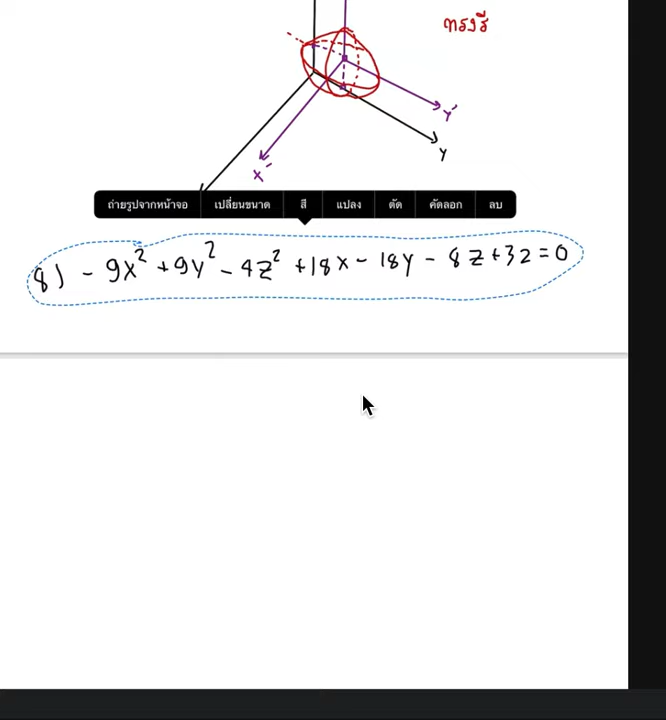 ทรงรี
Y'
Y
X'
ถ่ายรูปจากหน้าจอ เปลี่ยนขนาด สี แปลง ตัด คัดลอก ลบ
8) - 9x² + 9y² - 4z² + 18x - 18y - 8z + 32 = 0